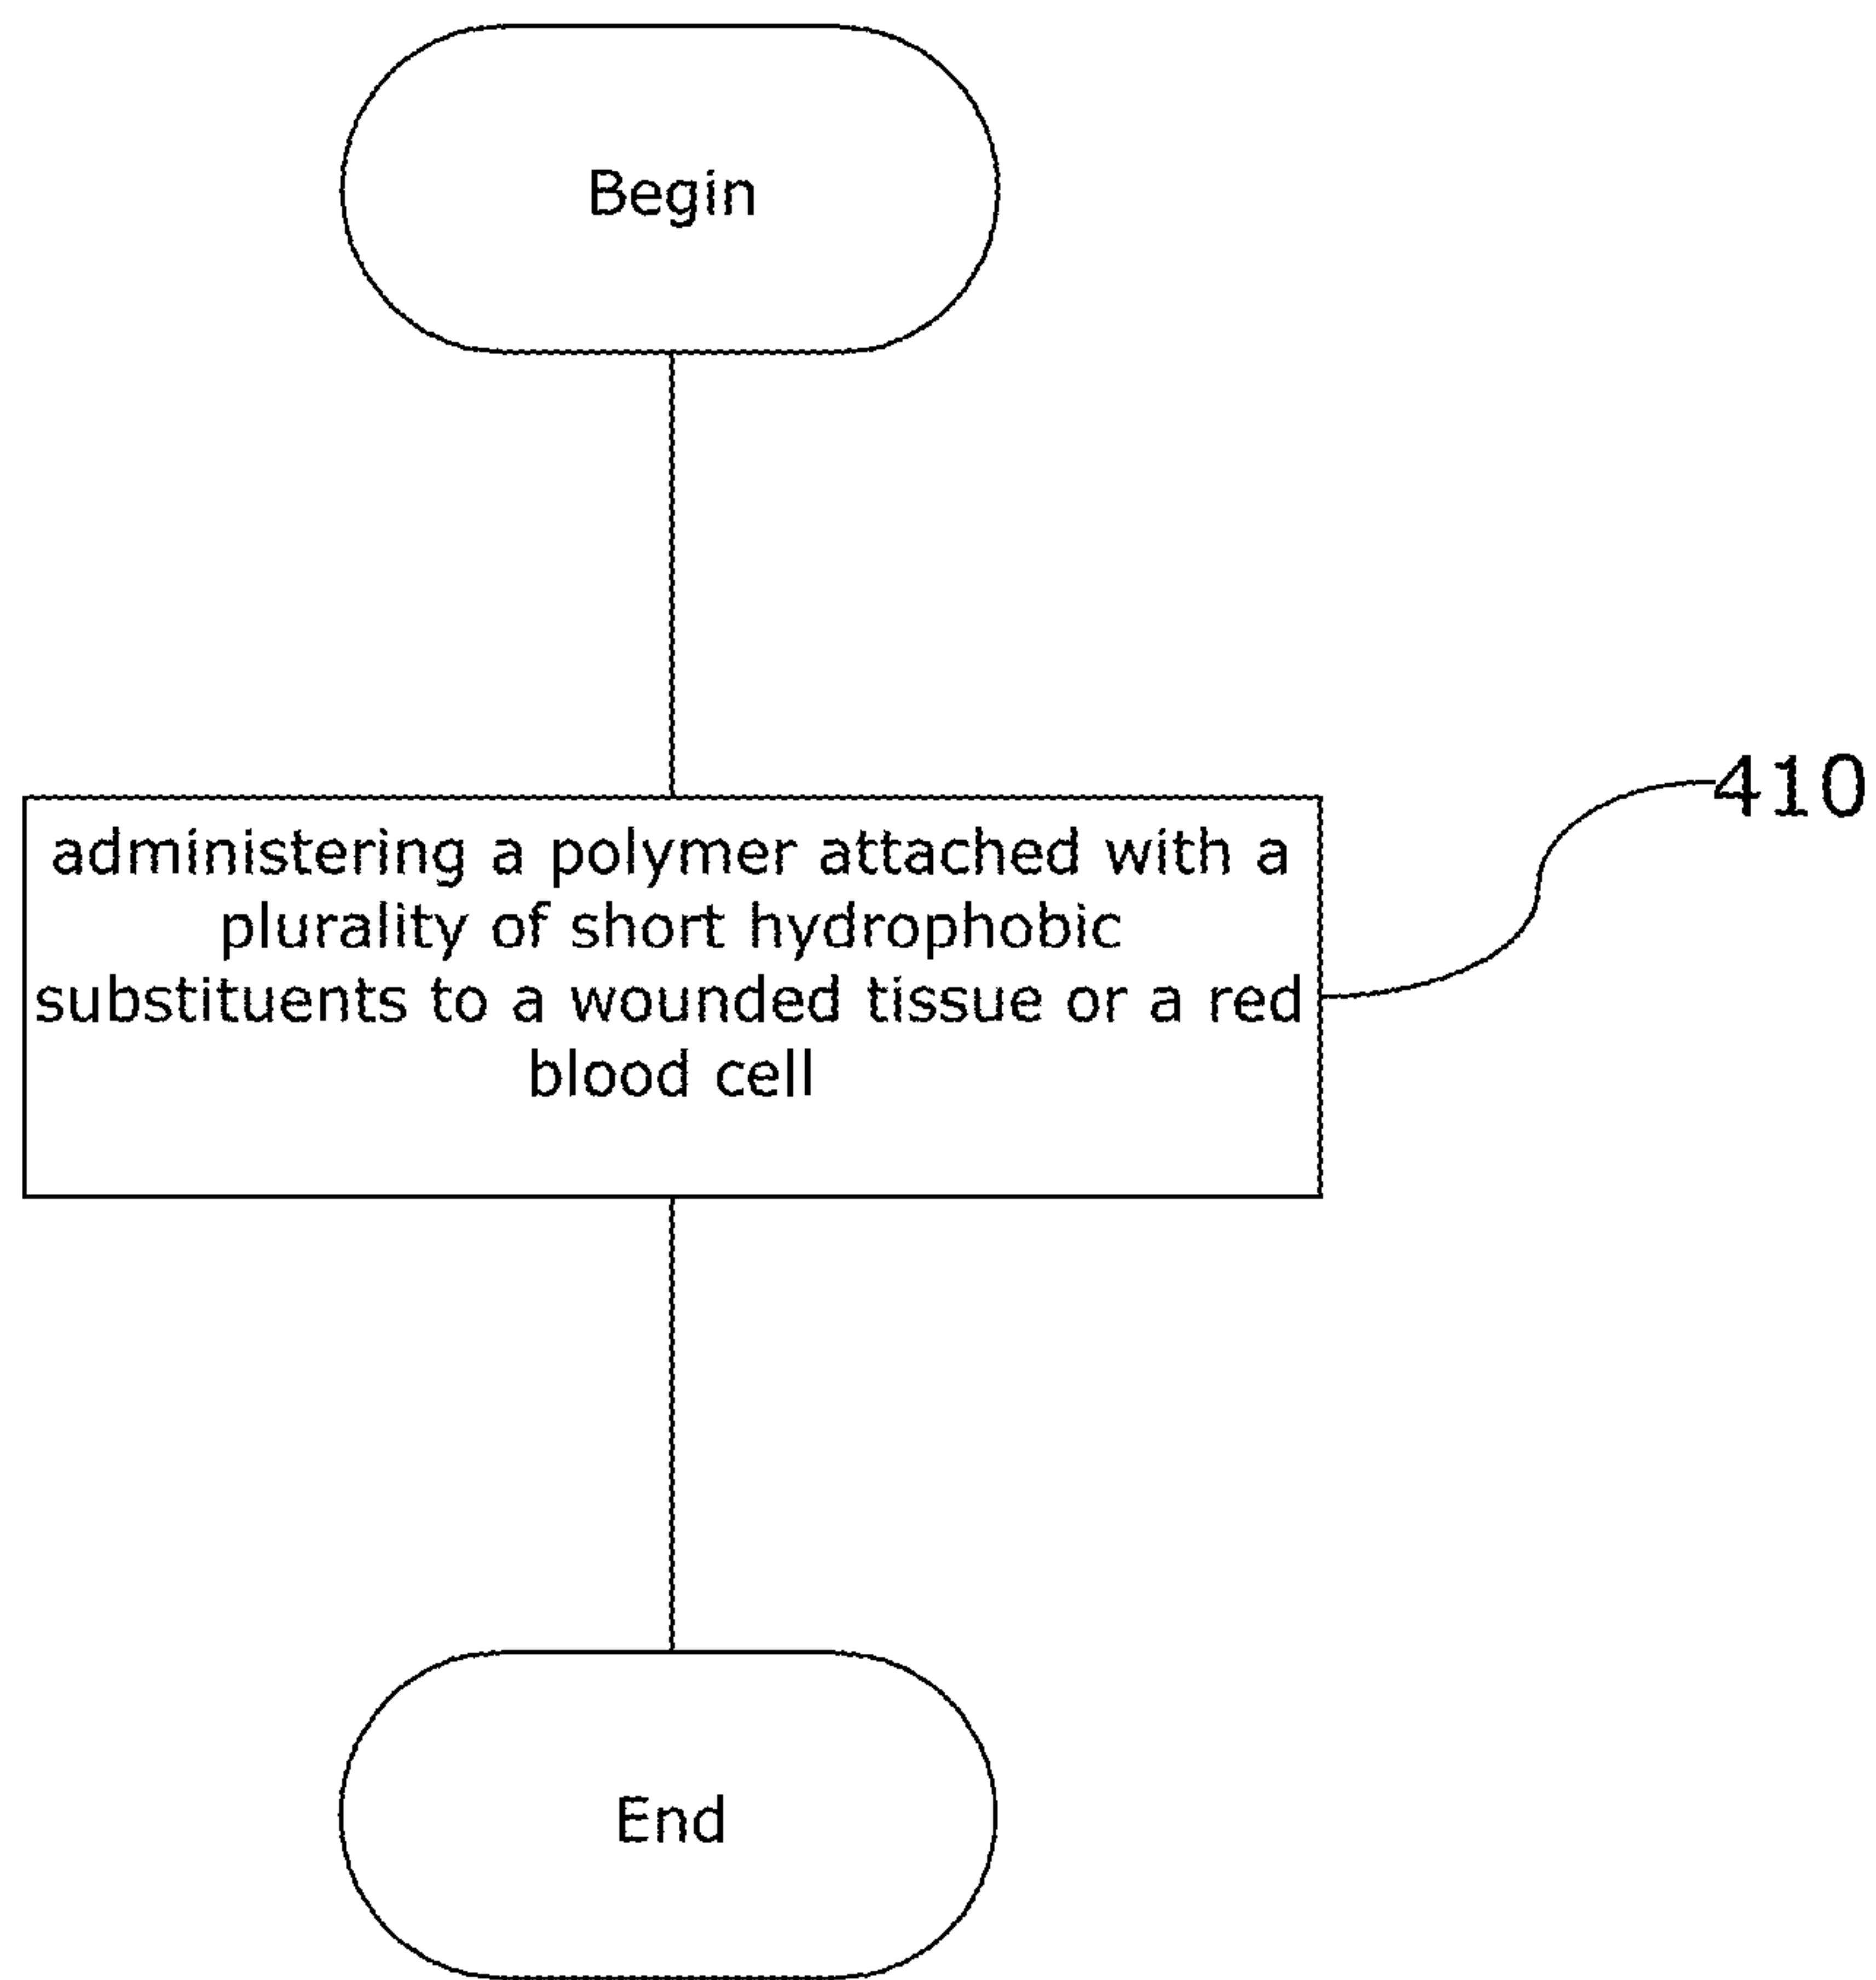 Begin
410
administering a polymer attached with a
plurality of short hydrophobic
substituents to a wounded tissue or a red
blood cell
End